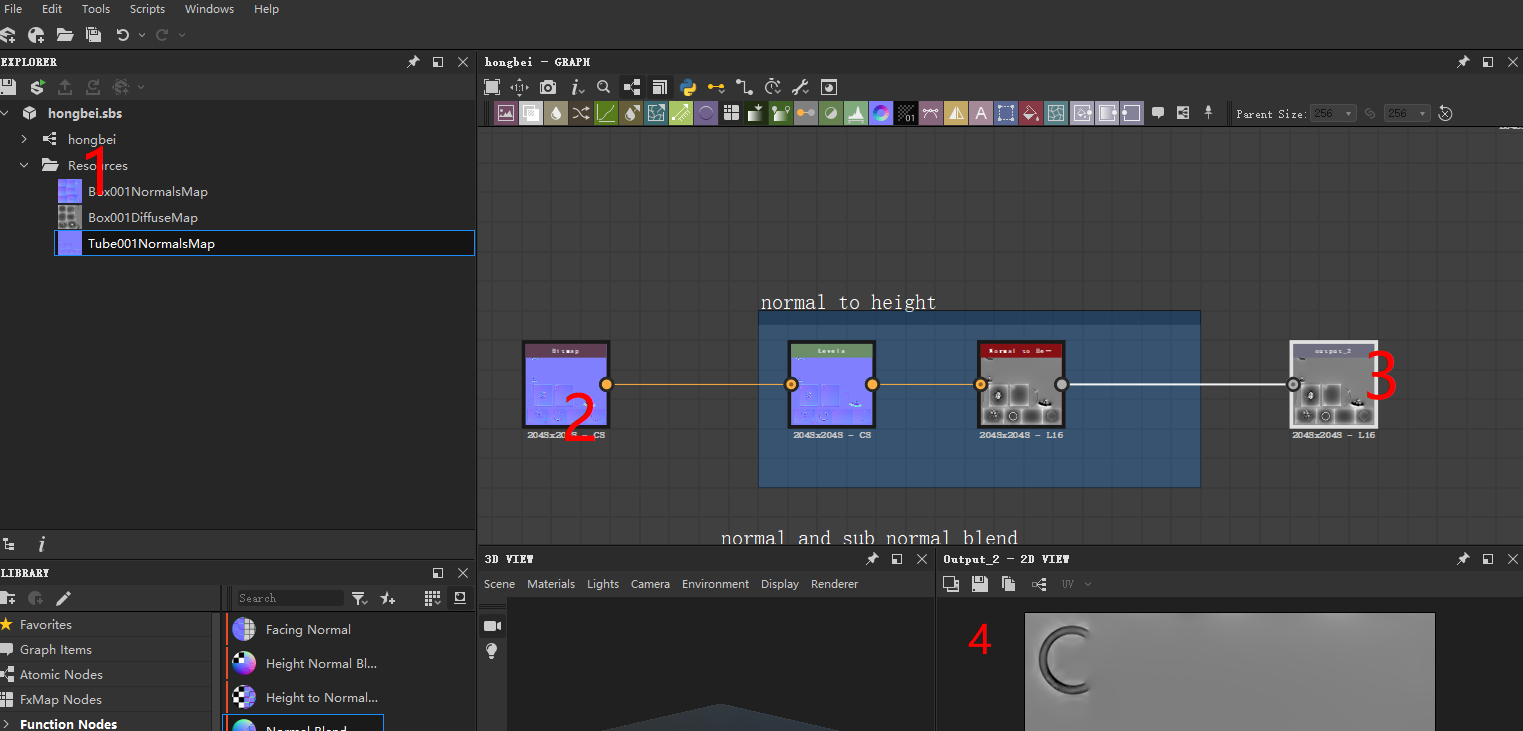 File Edit Tools Scripts Windows Help
EXPLORER
hongbei.sbs
hongbei
Resources
1
Box001NormalsMap
Box001DiffuseMap
Tube001NormalsMap
hongbei - GRAPH
Parent Size: 256 256
normal to height
Bitmap
2
2048x2048 - C8
Levels
2048x2048 - C8
Normal to He...
2048x2048 - L16
output_2
3
2048x2048 - L16
normal and sub normal blend
LIBRARY
Search
Favorites
Graph Items
Atomic Nodes
FxMap Nodes
Function Nodes
Facing Normal
Height Normal Bl...
Height to Normal...
Normal Blend
3D VIEW
Scene Materials Lights Camera Environment Display Renderer
Output_2 - 2D VIEW
UV
4